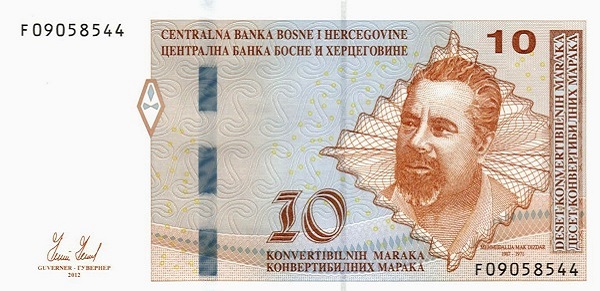 F09058544
CENTRALNA BANKA BOSNE I HERCEGOVINE
ЦЕНТРАЛНА БАНКА БОСНЕ И ХЕРЦЕГОВИНЕ
10
DESET KONVERTIBILNIH MARAKA
ДЕСЕТ КОНВЕРТИБИЛНИХ МАРАКА
10
KONVERTIBILNIH MARAKA
КОНВЕРТИБИЛНИХ МАРАКА
MEHMEDALIJA MAK DIZDAR
1917 - 1971
GUVERNER - ГУВЕРНЕР
2012
F09058544